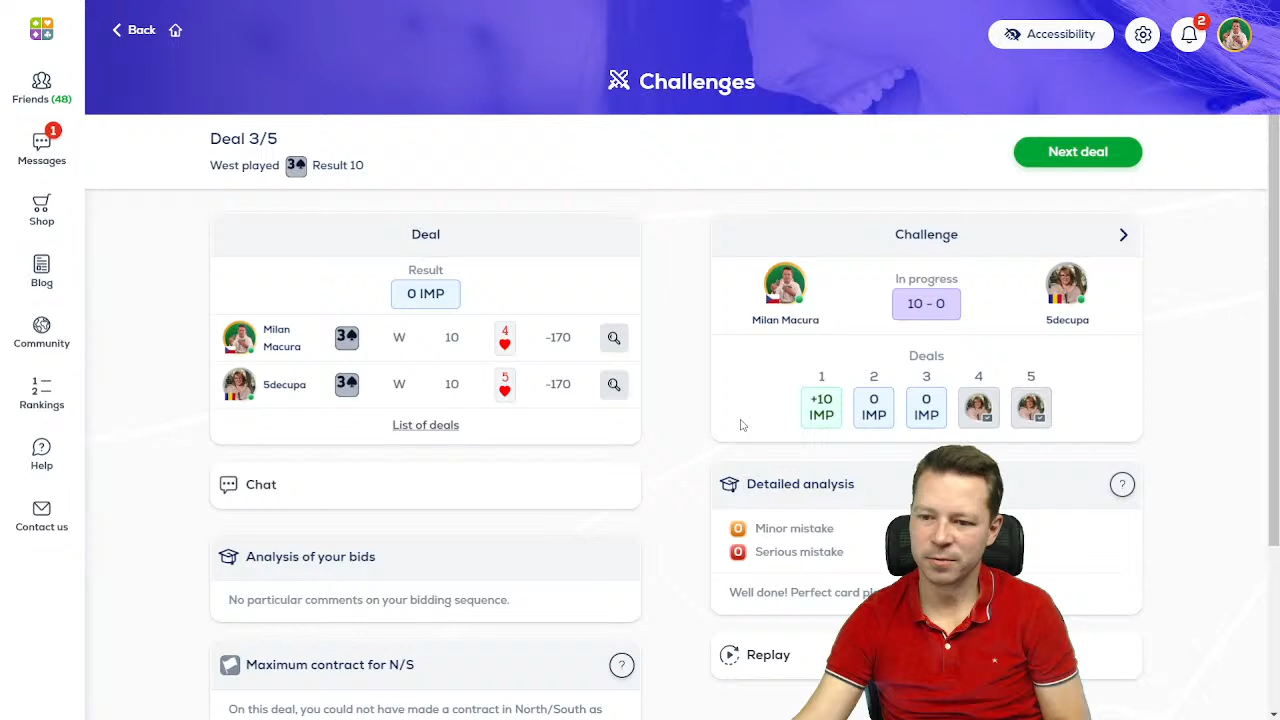 Back
Accessibility
2
Challenges
Friends (48)
1
Messages
Shop
Blog
Community
1
2
Rankings
Help
Contact us
Deal 3/5
West played 3♠ Result 10
Next deal
Deal
Result
0 IMP
Milan
Macura
3♠ W 10 4♥ -170
5decupa 3♠ W 10 5♥ -170
List of deals
Chat
Analysis of your bids
No particular comments on your bidding sequence.
Maximum contract for N/S ?
On this deal, you could not have made a contract in North/South as
Challenge
In progress
10 - 0
Milan Macura
5decupa
Deals
1 2 3 4 5
+10
IMP
0
IMP
0
IMP
Detailed analysis ?
0 Minor mistake
0 Serious mistake
Well done! Perfect card
Replay